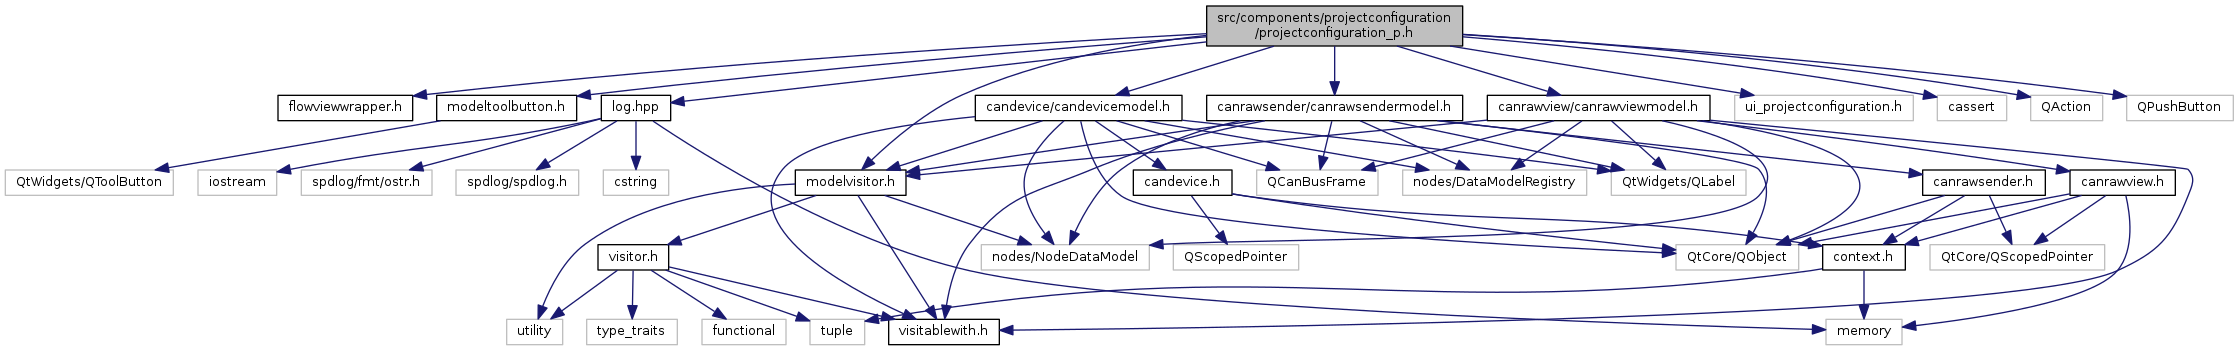 src/components/projectconfiguration
/projectconfiguration_p.h
flowviewwrapper.h
modeltoolbutton.h
log.hpp
candevice/candevicemodel.h
canrawsender/canrawsendermodel.h
canrawview/canrawviewmodel.h
ui_projectconfiguration.h
cassert
QAction
QPushButton
QtWidgets/QToolButton
iostream
spdlog/fmt/ostr.h
spdlog/spdlog.h
cstring
modelvisitor.h
candevice.h
QCanBusFrame
nodes/DataModelRegistry
QtWidgets/QLabel
canrawsender.h
canrawview.h
visitor.h
nodes/NodeDataModel
QScopedPointer
QtCore/QObject
context.h
QtCore/QScopedPointer
utility
type_traits
functional
tuple
visitablewith.h
memory